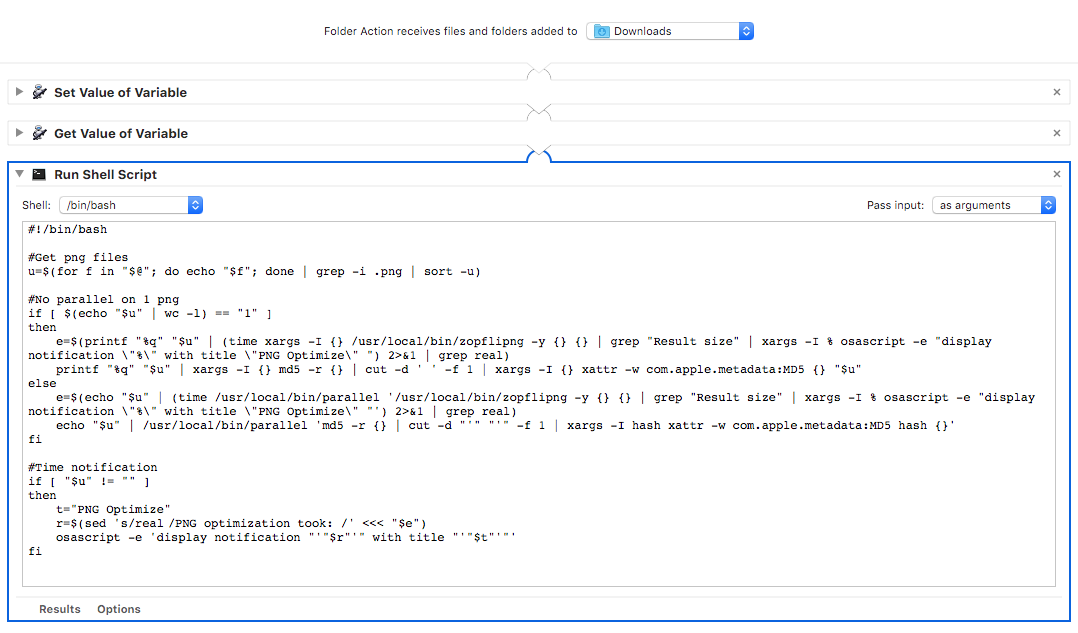 Folder Action receives files and folders added to Downloads
Set Value of Variable
Get Value of Variable
Run Shell Script
Shell: /bin/bash Pass input: as arguments
#!/bin/bash
#Get png files
u=$(for f in "$@"; do echo "$f"; done | grep -i .png | sort -u)
#No parallel on 1 png
if [ $(echo "$u" | wc -l) == "1" ]
then
    e=$(printf "%q" "$u" | (time xargs -I {} /usr/local/bin/zopflipng -y {} {} | grep "Result size" | xargs -I % osascript -e "display
notification \"%\" with title \"PNG Optimize\" ") 2>&1 | grep real)
    printf "%q" "$u" | xargs -I {} md5 -r {} | cut -d ' ' -f 1 | xargs -I {} xattr -w com.apple.metadata:MD5 {} "$u"
else
    e=$(echo "$u" | (time /usr/local/bin/parallel '/usr/local/bin/zopflipng -y {} {} | grep "Result size" | xargs -I % osascript -e "display
notification \"%\" with title \"PNG Optimize\" "') 2>&1 | grep real)
    echo "$u" | /usr/local/bin/parallel 'md5 -r {} | cut -d "'" "'" -f 1 | xargs -I hash xattr -w com.apple.metadata:MD5 hash {}'
fi
#Time notification
if [ "$u" != "" ]
then
    t="PNG Optimize"
    r=$(sed 's/real /PNG optimization took: /' <<< "$e")
    osascript -e 'display notification "'"$r"'" with title "'"$t"'"'
fi
Results Options